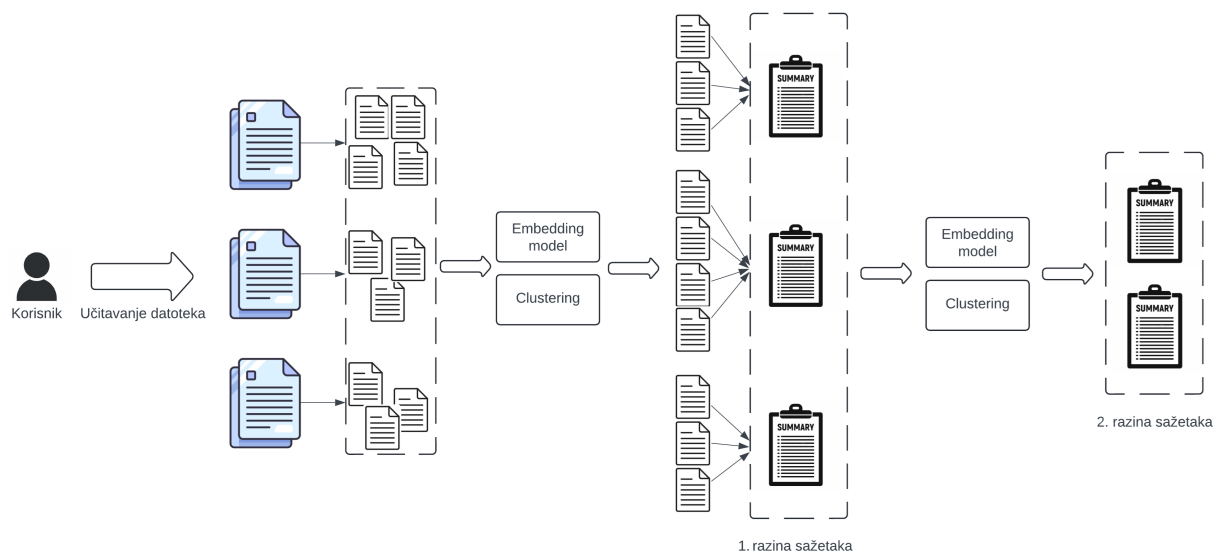 Korisnik
Učitavanje datoteka
Embedding
model
Clustering
SUMMARY
SUMMARY
SUMMARY
1. razina sažetaka
Embedding
model
Clustering
SUMMARY
SUMMARY
2. razina sažetaka